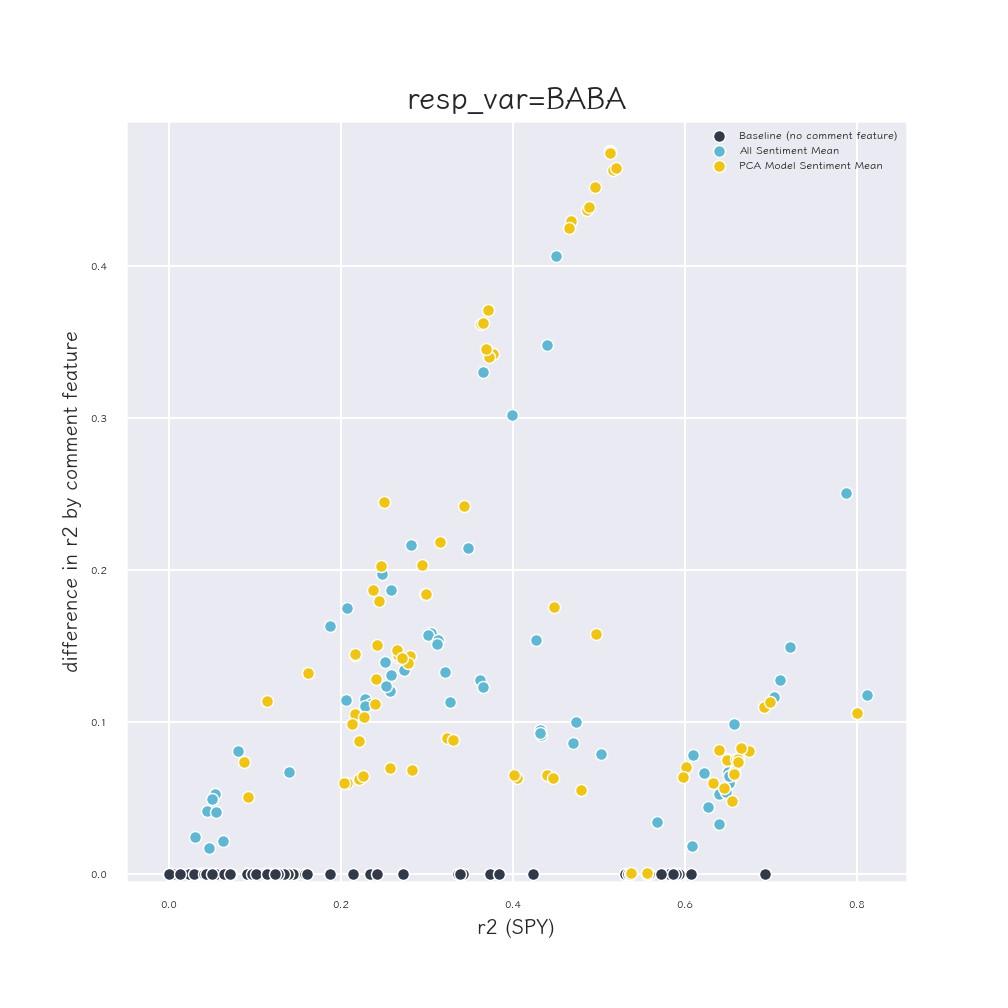 resp_var=BABA
Baseline (no comment feature)
All Sentiment Mean
PCA Model Sentiment Mean
difference in r2 by comment feature
0.4
0.3
0.2
0.1
0.0
0.0 0.2 0.4 0.6 0.8
r2 (SPY)